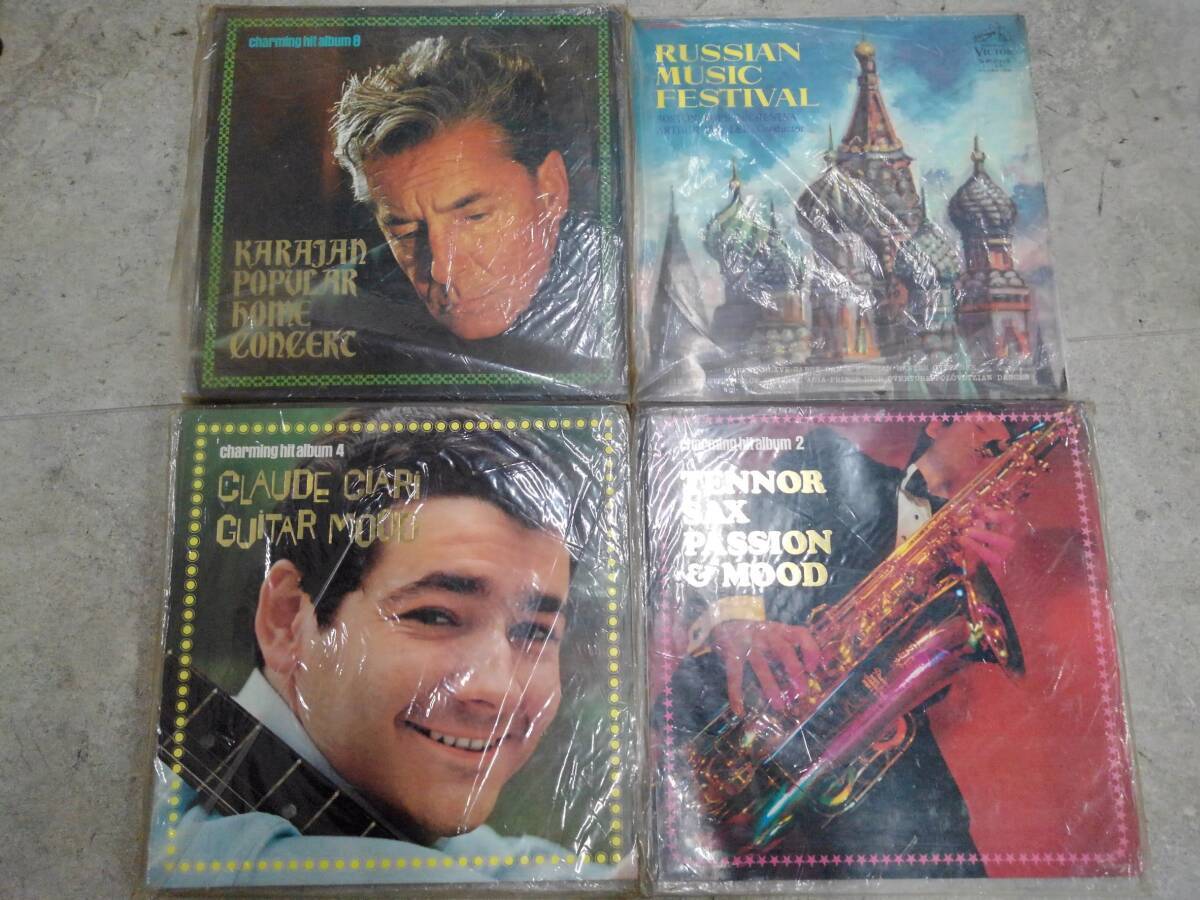 charming hit album 8
KARAJAN
POPULAR
HOME
CONCERT
RUSSIAN
MUSIC
FESTIVAL
VICTOR
charming hit album 4
CLAUDE CIARI
GUITAR MOOD
charming hit album 2
TENNOR
SAX
PASSION
& MOOD